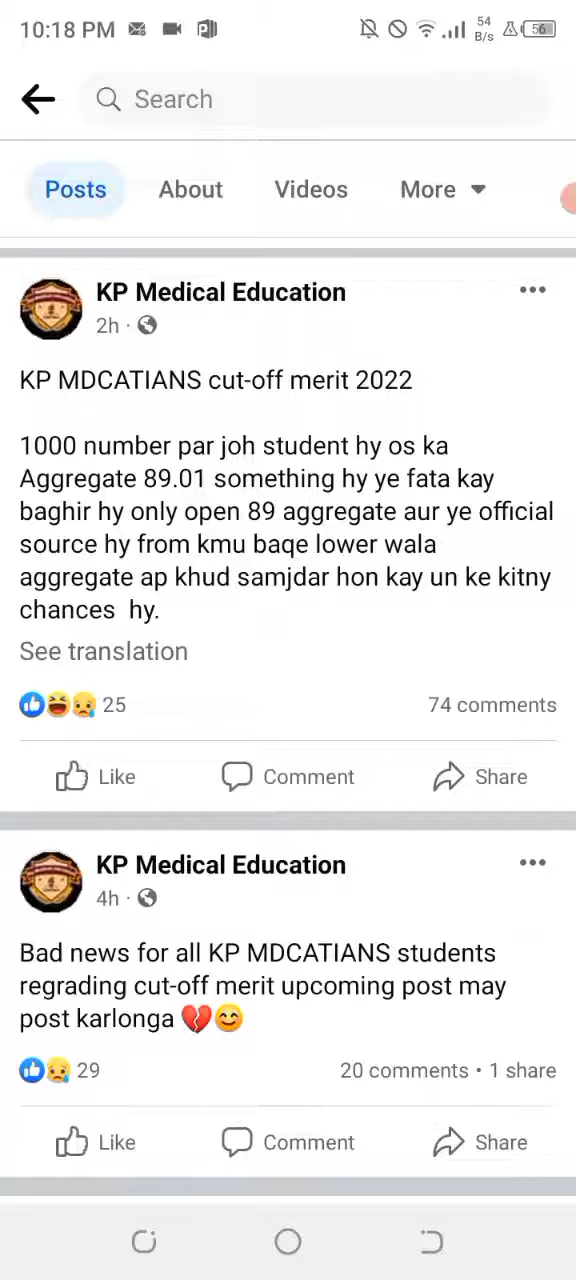 10:18 PM
54 B/s
56
Search
Posts About Videos More
KP Medical Education
2h ·
KP MDCATIANS cut-off merit 2022
1000 number par joh student hy os ka
Aggregate 89.01 something hy ye fata kay
baghir hy only open 89 aggregate aur ye official
source hy from kmu baqe lower wala
aggregate ap khud samjdar hon kay un ke kitny
chances hy.
See translation
25 74 comments
Like Comment Share
KP Medical Education
4h ·
Bad news for all KP MDCATIANS students
regrading cut-off merit upcoming post may
post karlonga 💔😊
29 20 comments • 1 share
Like Comment Share